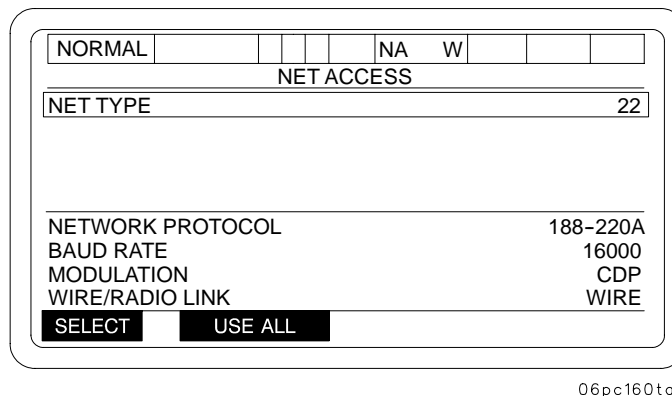 NORMAL NA W
NET ACCESS
NET TYPE 22
NETWORK PROTOCOL 188-220A
BAUD RATE 16000
MODULATION CDP
WIRE/RADIO LINK WIRE
SELECT USE ALL